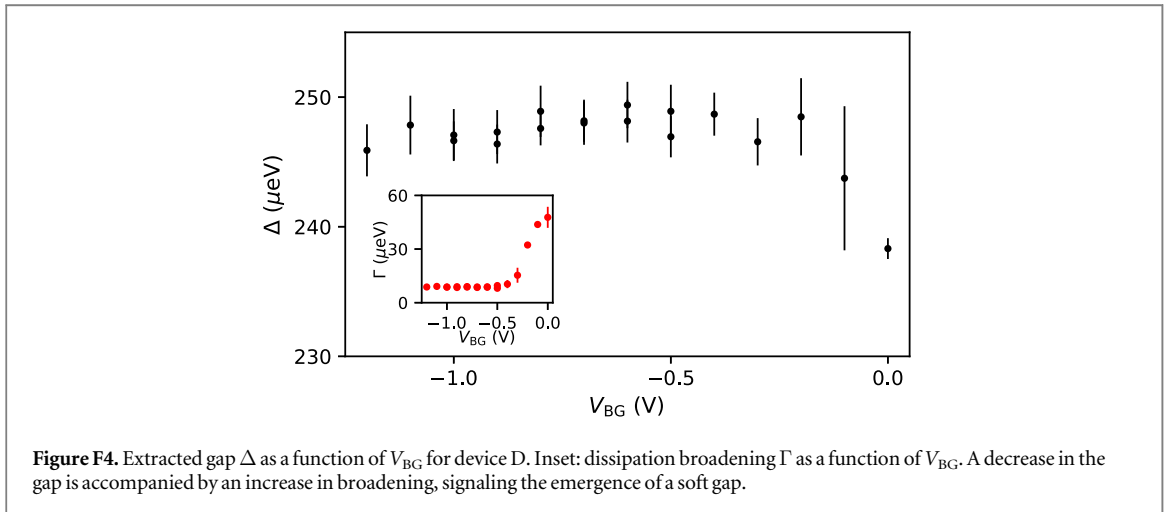 250
240
230
Δ (μeV)
60
30
0
Γ (μeV)
−1.0 −0.5 0.0
V_BG (V)
−1.0 −0.5 0.0
V_BG (V)
Figure F4. Extracted gap Δ as a function of V_BG for device D. Inset: dissipation broadening Γ as a function of V_BG. A decrease in the
gap is accompanied by an increase in broadening, signaling the emergence of a soft gap.